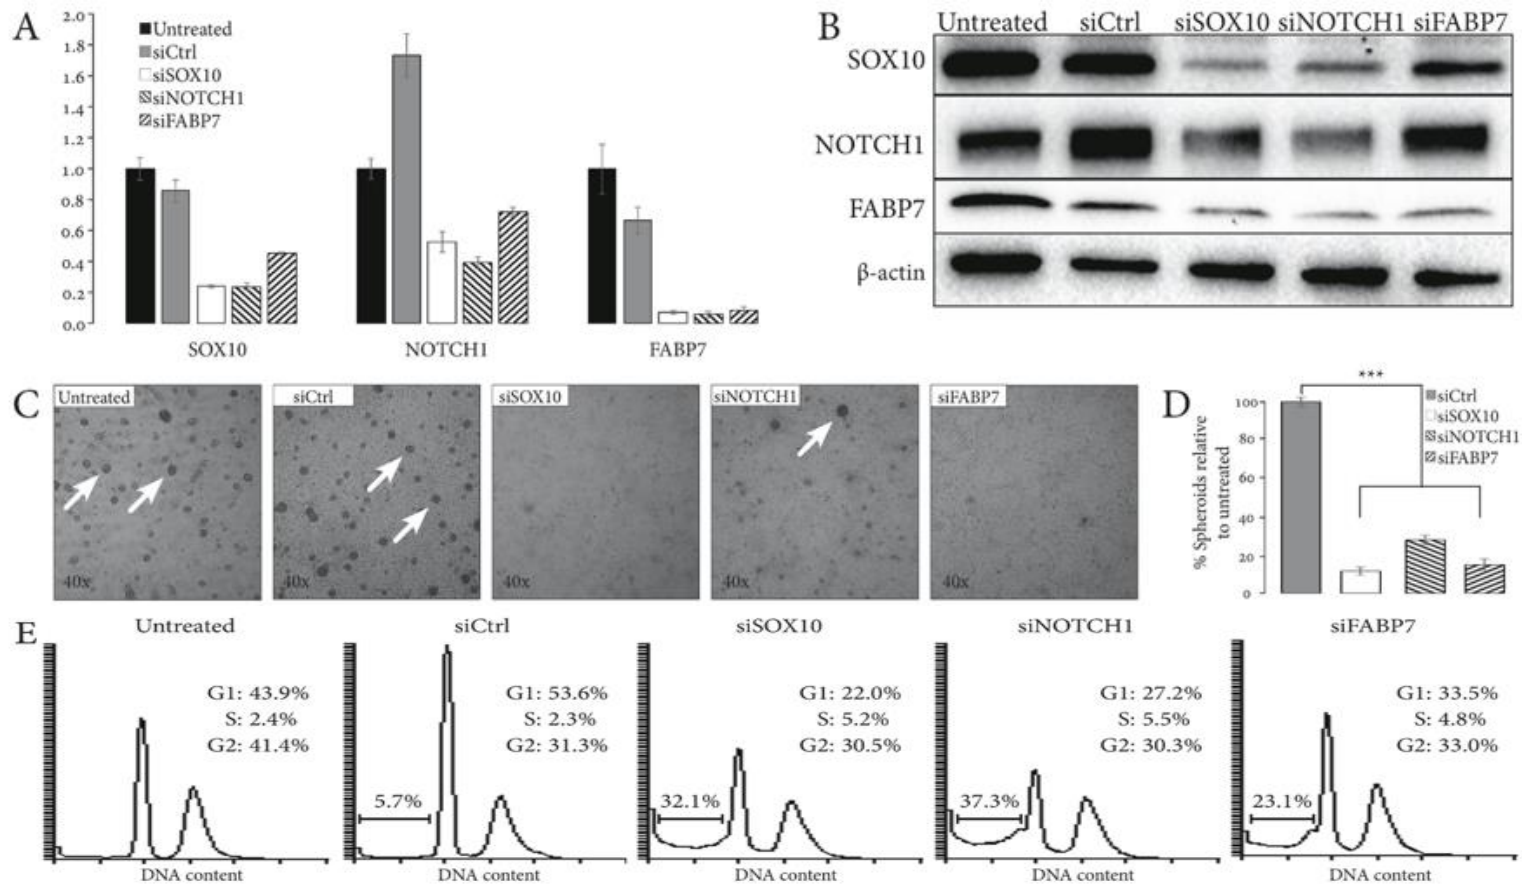 A
2.0
1.8
1.6
1.4
1.2
1.0
0.8
0.6
0.4
0.2
0.0
Untreated
siCtrl
siSOX10
siNOTCH1
siFABP7
SOX10 NOTCH1 FABP7
B
Untreated siCtrl siSOX10 siNOTCH1 siFABP7
SOX10
NOTCH1
FABP7
β-actin
C
Untreated siCtrl siSOX10 siNOTCH1 siFABP7
40x 40x 40x 40x 40x
D
***
% Spheroids relative
to untreated
100
80
60
40
20
0
siCtrl
siSOX10
siNOTCH1
siFABP7
E
Untreated
G1: 43.9%
S: 2.4%
G2: 41.4%
DNA content
siCtrl
G1: 53.6%
S: 2.3%
G2: 31.3%
5.7%
DNA content
siSOX10
G1: 22.0%
S: 5.2%
G2: 30.5%
32.1%
DNA content
siNOTCH1
G1: 27.2%
S: 5.5%
G2: 30.3%
37.3%
DNA content
siFABP7
G1: 33.5%
S: 4.8%
G2: 33.0%
23.1%
DNA content